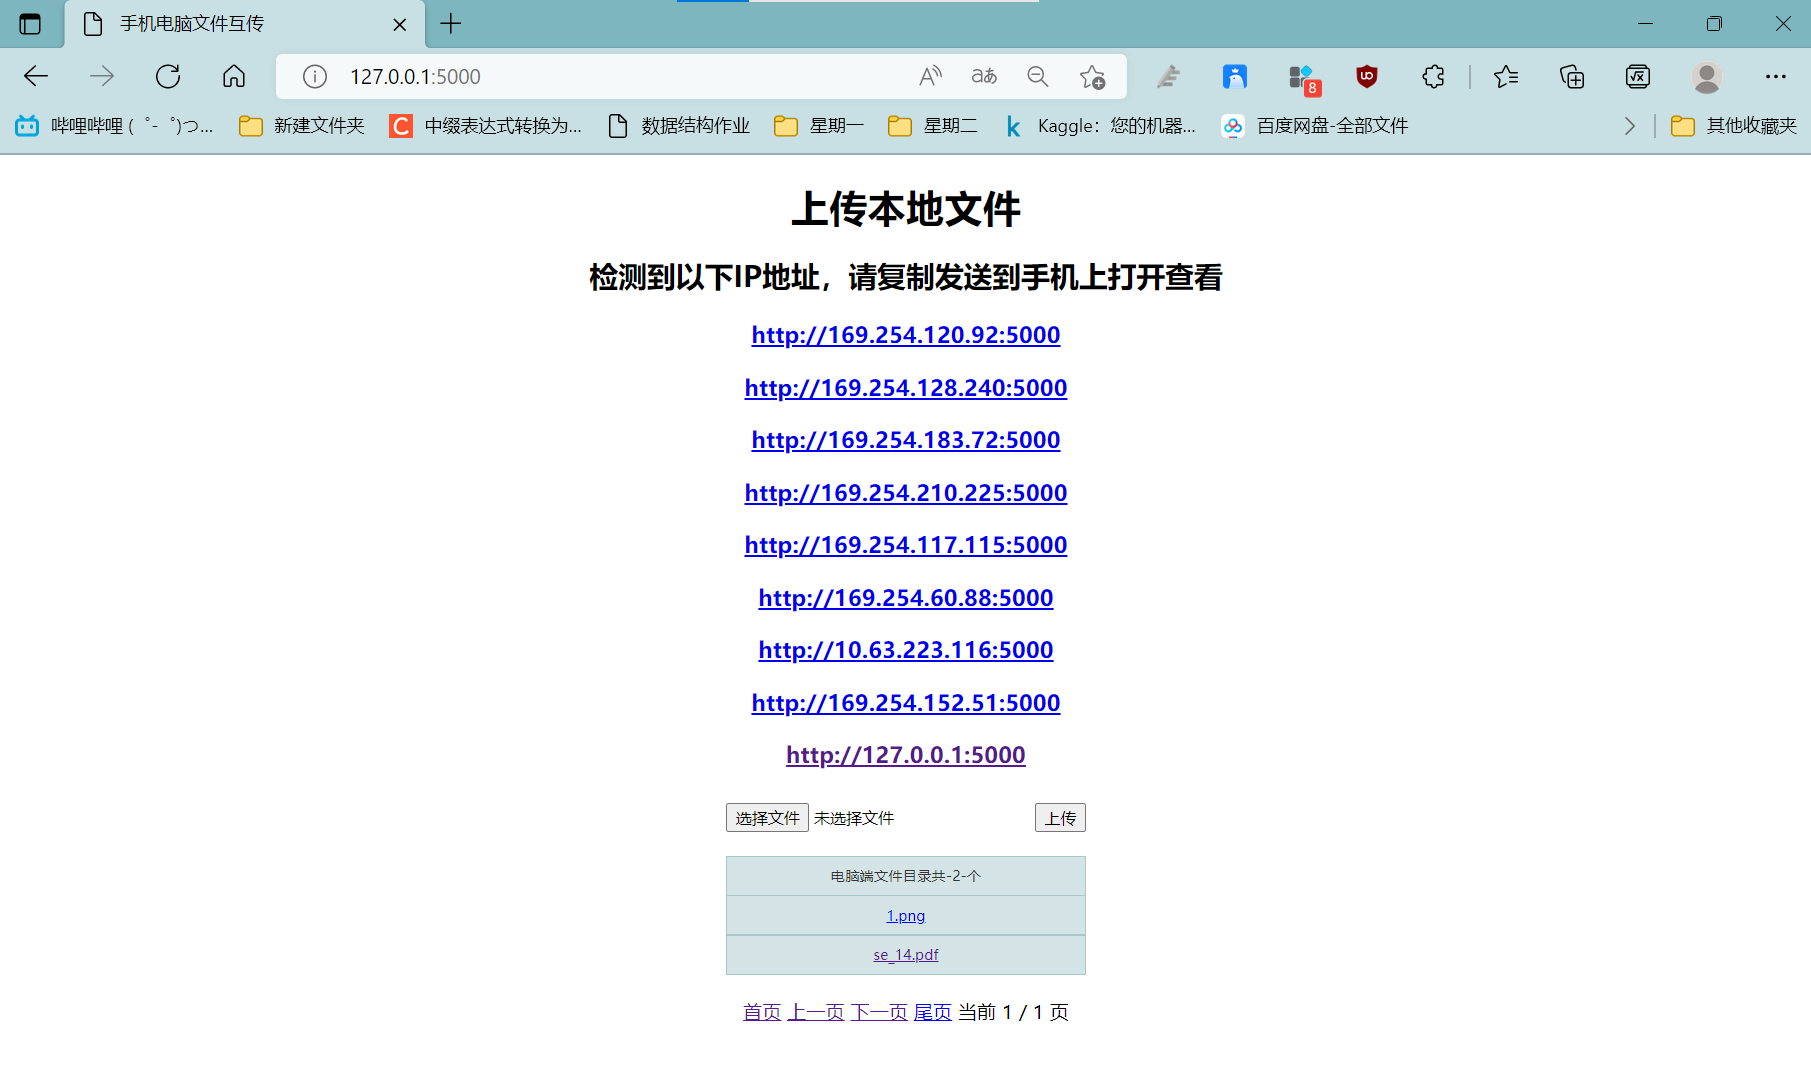 手机电脑文件互传
127.0.0.1:5000
8
哔哩哔哩 (゜-゜)つ...
新建文件夹
中缀表达式转换为...
数据结构作业
星期一
星期二
Kaggle：您的机器...
百度网盘-全部文件
其他收藏夹
上传本地文件
检测到以下IP地址，请复制发送到手机上打开查看
http://169.254.120.92:5000
http://169.254.128.240:5000
http://169.254.183.72:5000
http://169.254.210.225:5000
http://169.254.117.115:5000
http://169.254.60.88:5000
http://10.63.223.116:5000
http://169.254.152.51:5000
http://127.0.0.1:5000
选择文件 未选择文件 上传
电脑端文件目录共-2-个
1.png
se_14.pdf
首页 上一页 下一页 尾页 当前 1 / 1 页